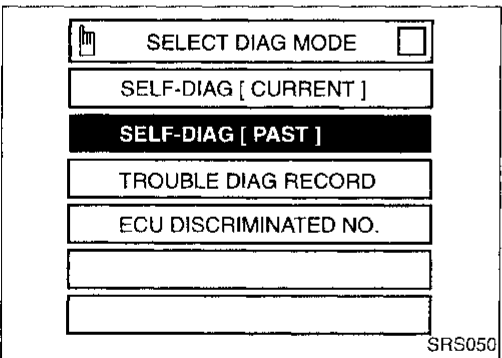 SELECT DIAG MODE
SELF-DIAG [ CURRENT ]
SELF-DIAG [ PAST ]
TROUBLE DIAG RECORD
ECU DISCRIMINATED NO.
SRS050